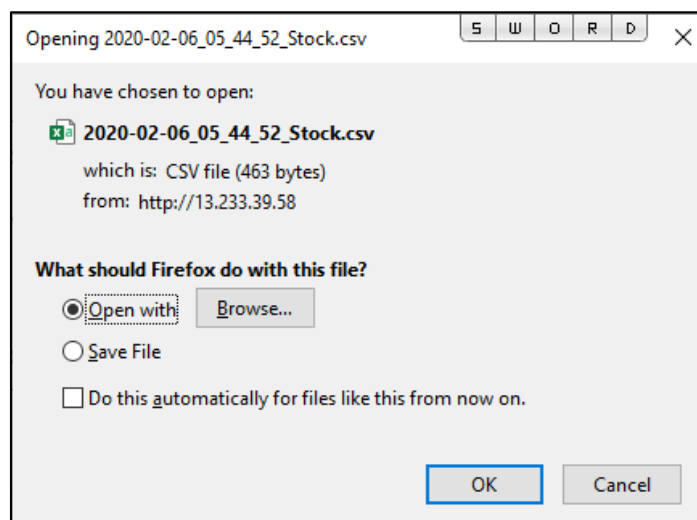 Opening 2020-02-06_05_44_52_Stock.csv
S W O R D
You have chosen to open:
2020-02-06_05_44_52_Stock.csv
which is: CSV file (463 bytes)
from: http://13.233.39.58
What should Firefox do with this file?
Open with Browse...
Save File
Do this automatically for files like this from now on.
OK Cancel